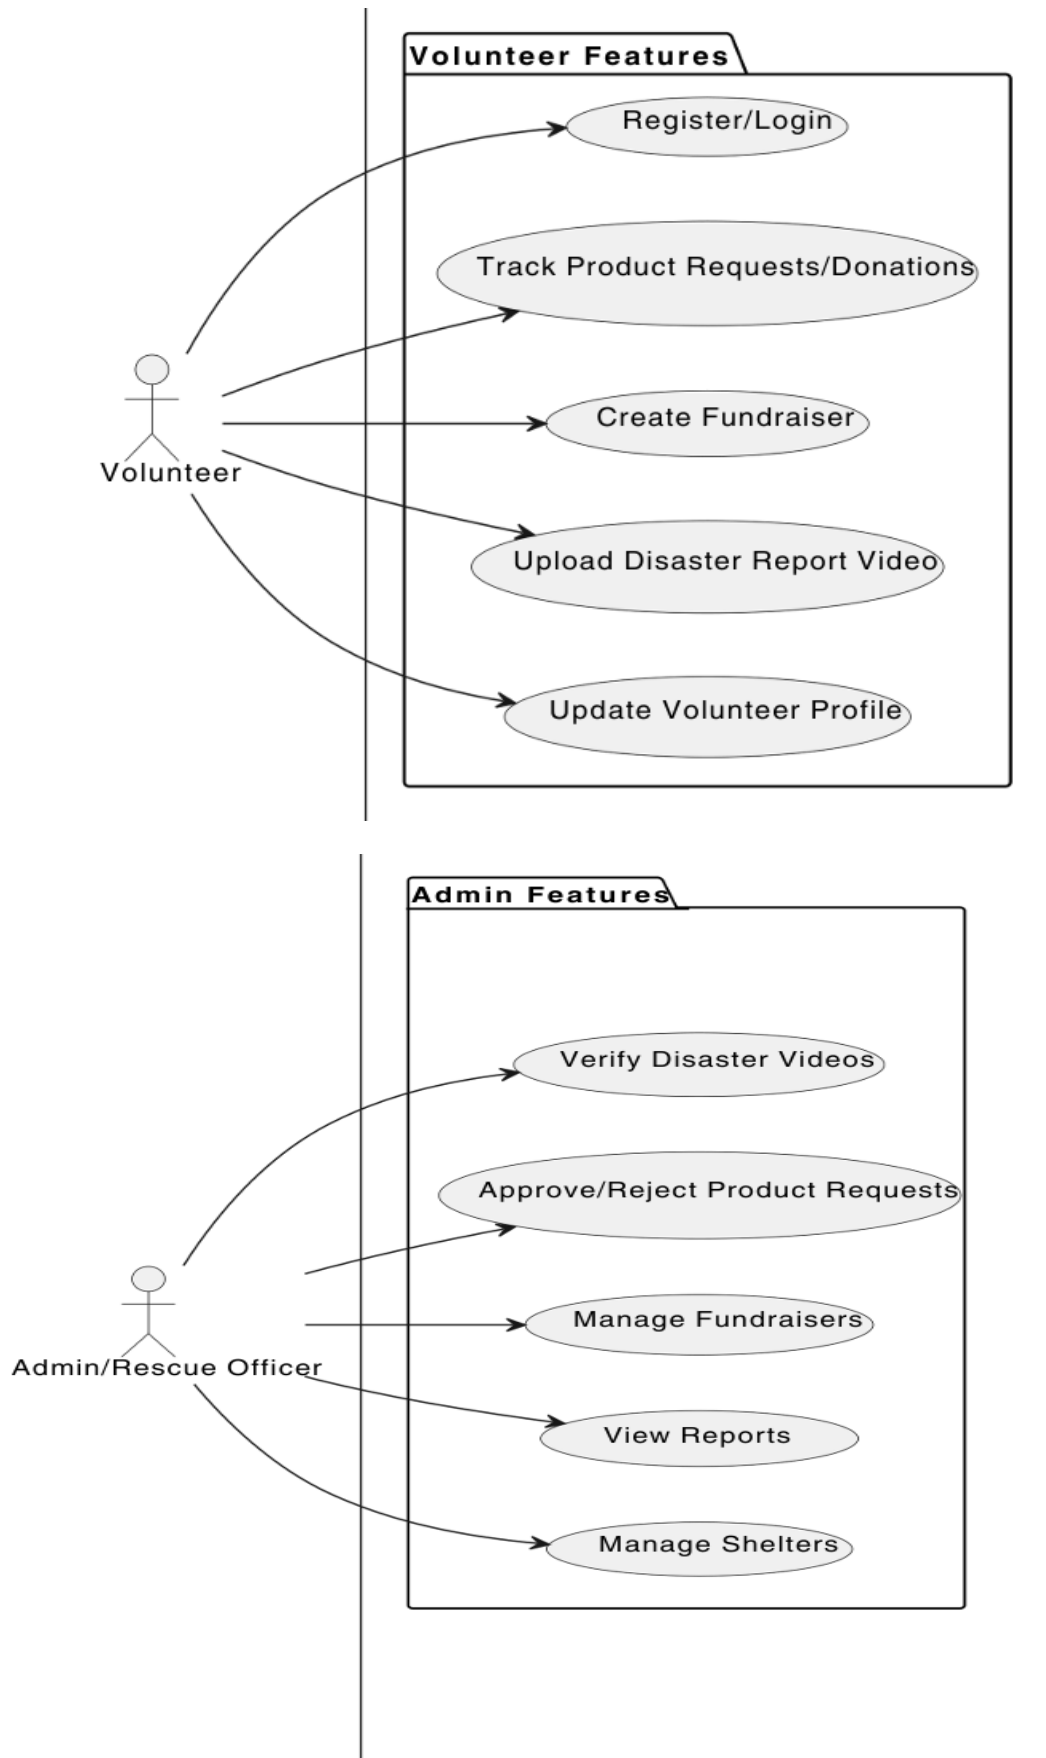 Volunteer Features
Register/Login
Track Product Requests/Donations
Create Fundraiser
Volunteer
Upload Disaster Report Video
Update Volunteer Profile
Admin Features
Verify Disaster Videos
Approve/Reject Product Requests
Manage Fundraisers
Admin/Rescue Officer
View Reports
Manage Shelters